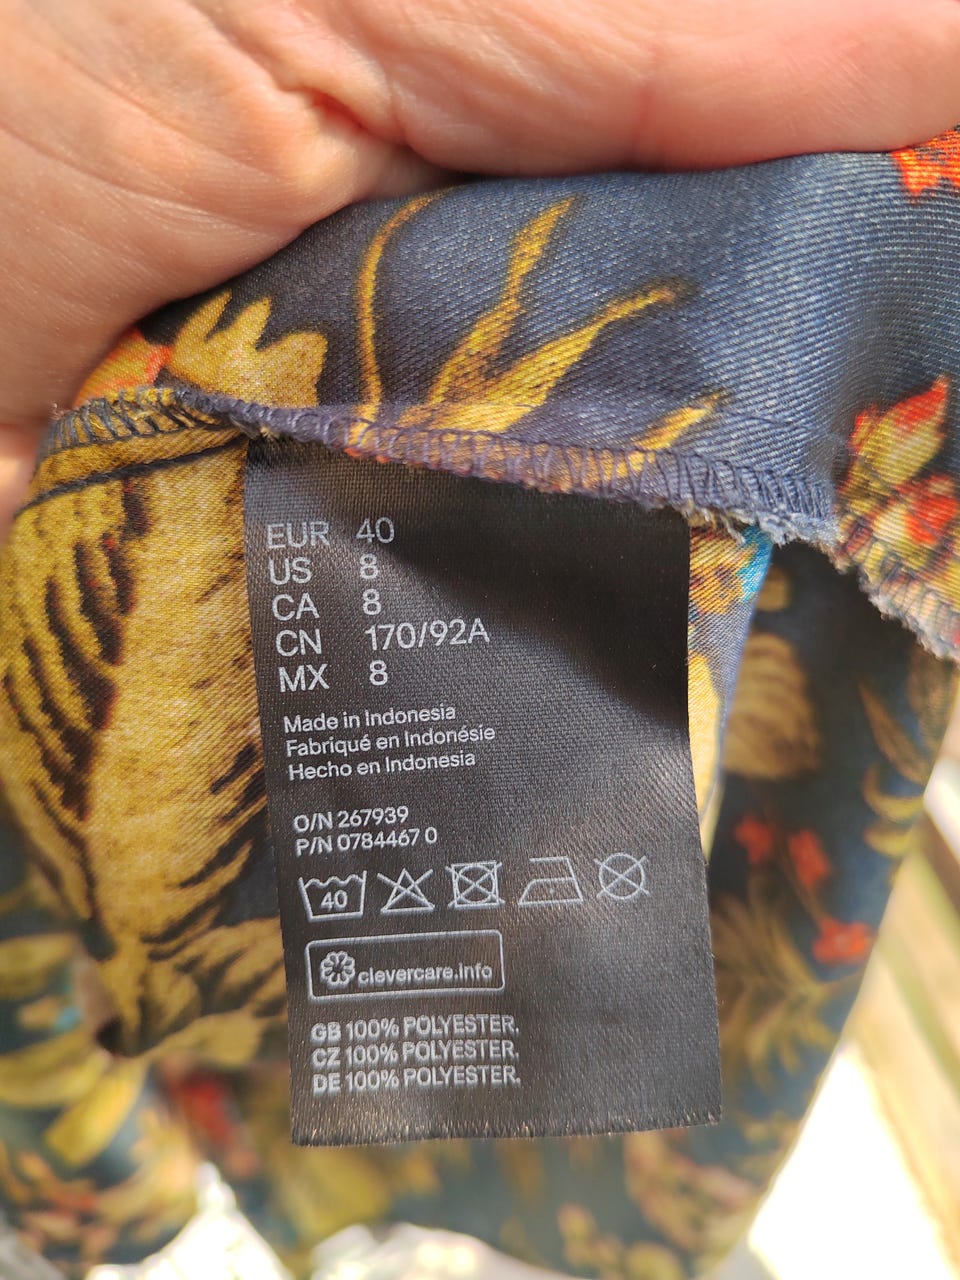 EUR 40
US 8
CA 8
CN 170/92A
MX 8
Made in Indonesia
Fabriqué en Indonésie
Hecho en Indonesia
O/N 267939
P/N 0784467 0
40
clevercare.info
GB 100% POLYESTER.
CZ 100% POLYESTER.
DE 100% POLYESTER.